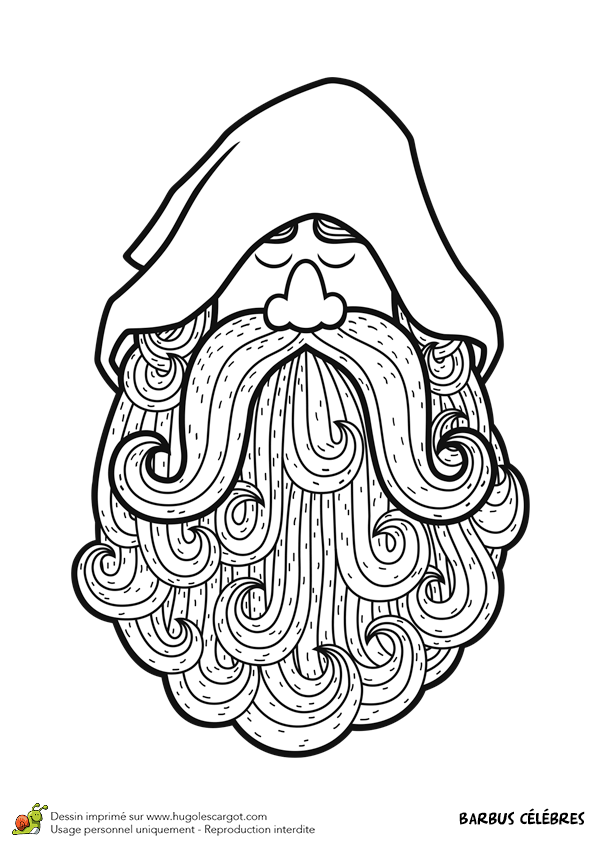 Dessin imprimé sur www.hugolescargot.com
Usage personnel uniquement - Reproduction interdite
BARBUS CÉLÈBRES